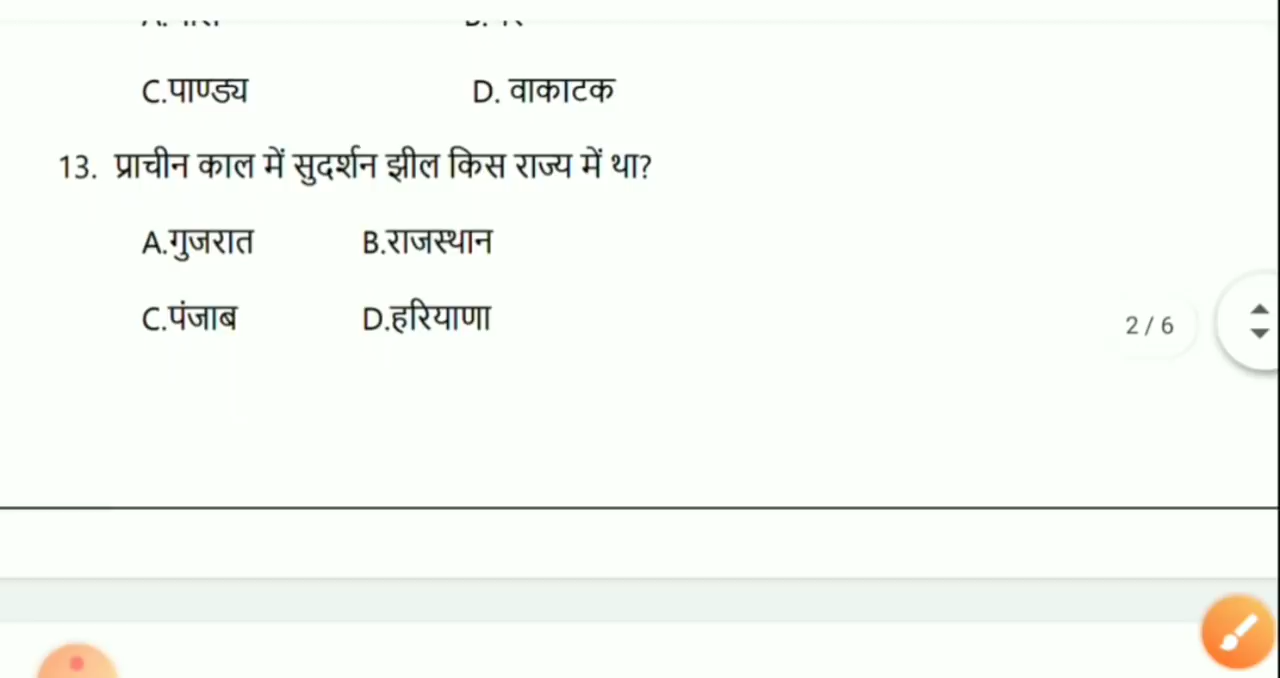 C.पाण्ड्य D. वाकाटक
13. प्राचीन काल में सुदर्शन झील किस राज्य में था?
A.गुजरात B.राजस्थान
C.पंजाब D.हरियाणा
2 / 6